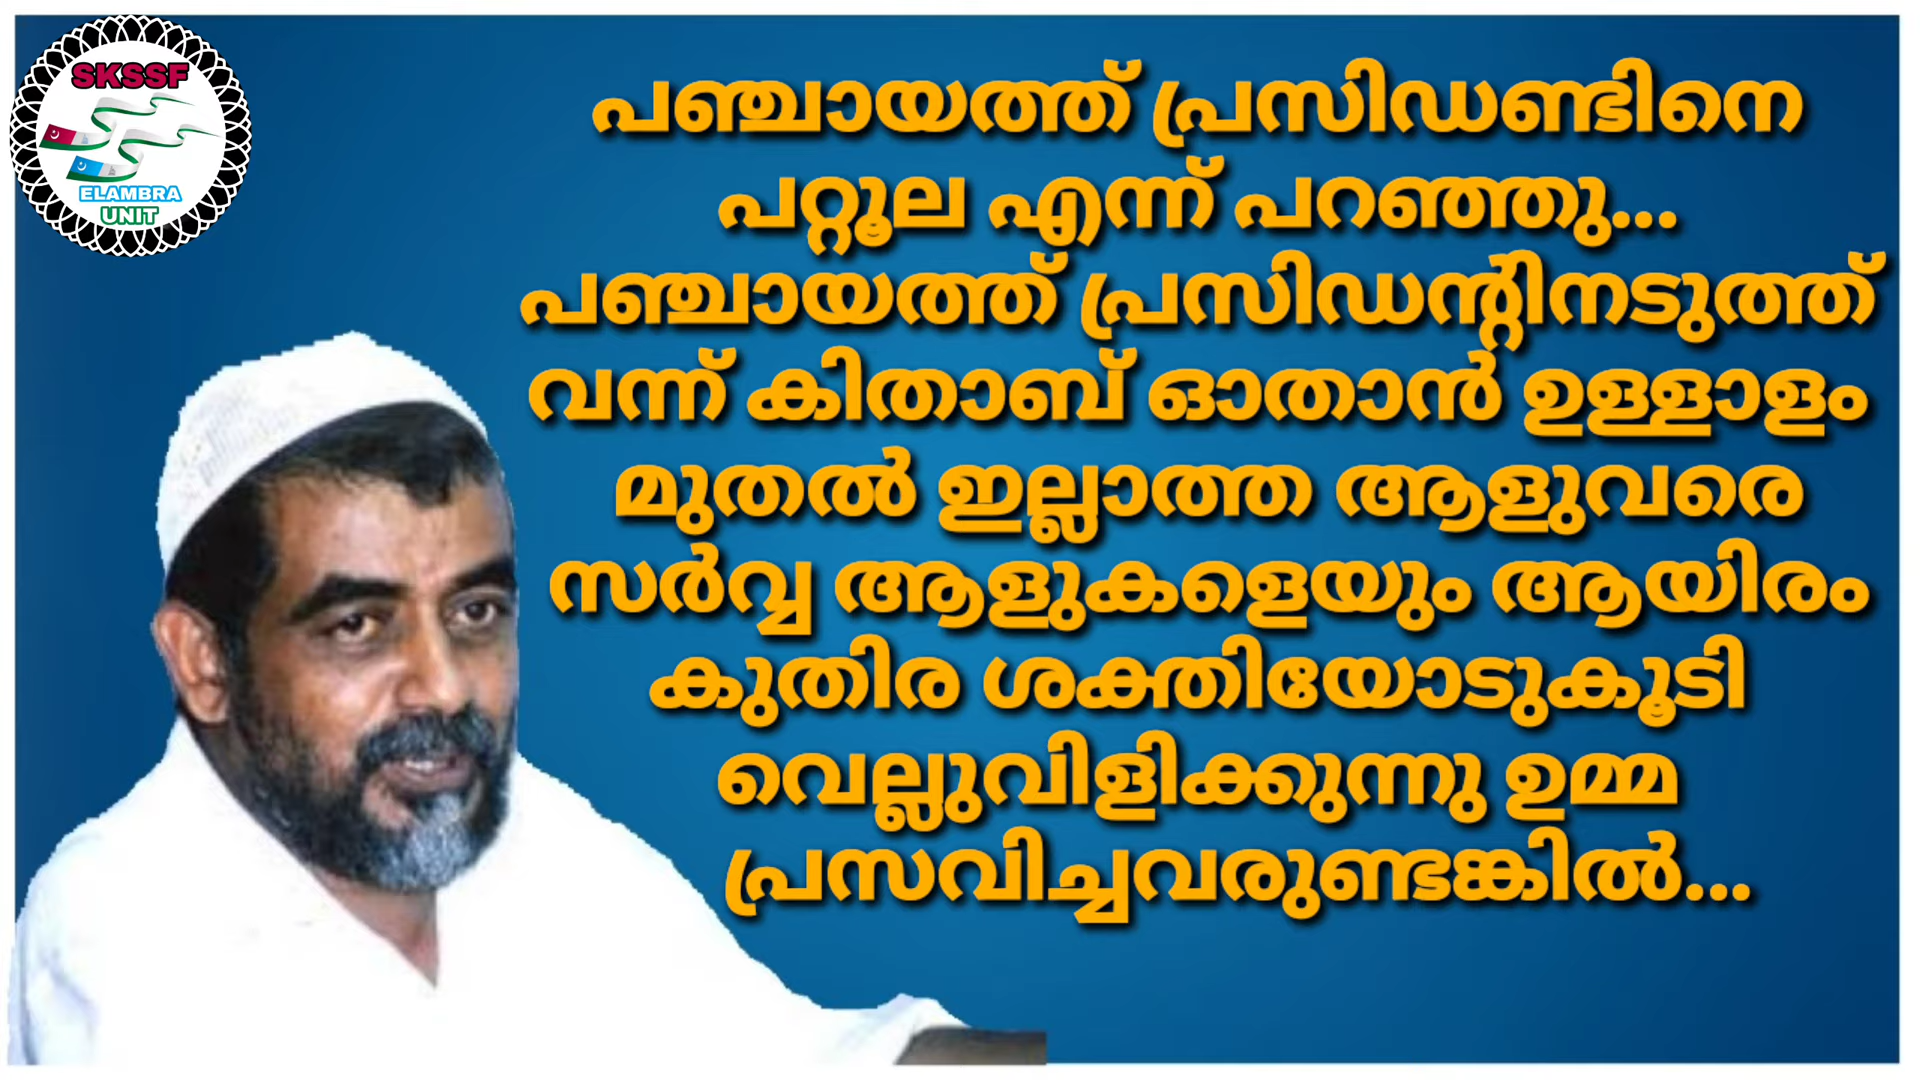 SKSSF
ELAMBRA
UNIT
പഞ്ചായത്ത് പ്രസിഡണ്ടിനെ
പറ്റൂല എന്ന് പറഞ്ഞു...
പഞ്ചായത്ത് പ്രസിഡന്റിനടുത്ത്
വന്ന് കിതാബ് ഓതാൻ ഉള്ളാളം
മുതൽ ഇല്ലാത്ത ആളുവരെ
സർവ്വ ആളുകളെയും ആയിരം
കുതിര ശക്തിയോടുകൂടി
വെല്ലുവിളിക്കുന്നു ഉമ്മ
പ്രസവിച്ചവരുണ്ടങ്കിൽ...